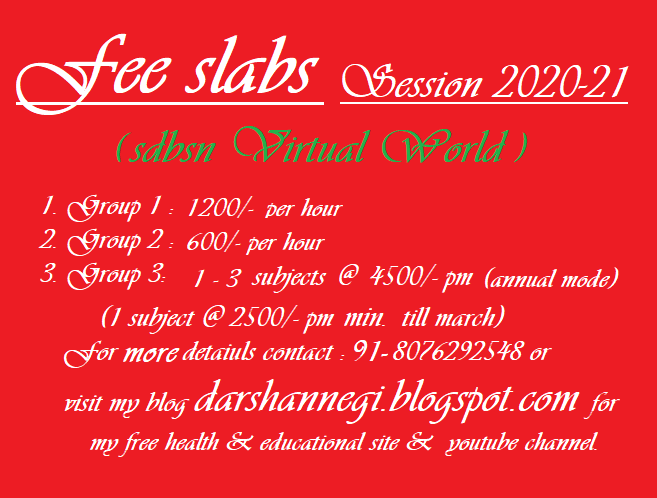 Fee slabs Session 2020-21
( sdbsn Virtual World )
1. Group 1 : 1200/- per hour
2. Group 2 : 600/- per hour
3. Group 3: 1 - 3 subjects @ 4500/- pm (annual mode)
(1 subject @ 2500/- pm min. till march)
For more detaiuls contact : 91-8076292548 or
visit my blog darshannegi.blogspot.com for
my free health & educational site & youtube channel.